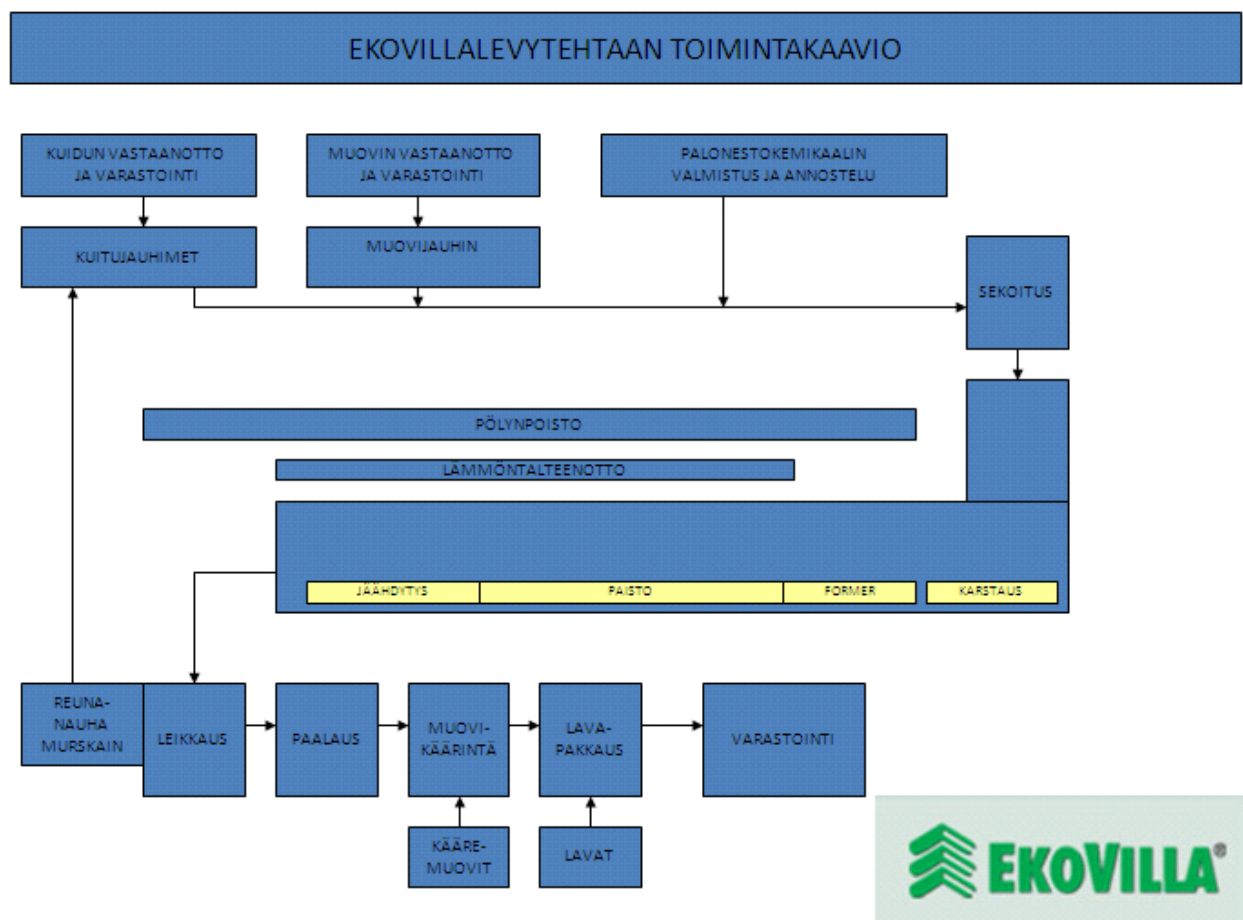 EKOVILLALEVYTEHTAAN TOIMINTAKAAVIO
KUIDUN VASTAANOTTO
JA VARASTOINTI
MUOVIN VASTAANOTTO
JA VARASTOINTI
PALONESTOKEMIKAALIN
VALMISTUS JA ANNOSTELU
KUITUJAUHIMET
MUOVIJAUHIN
SEKOITUS
PÖLYNPOISTO
LÄMMÖNTALTEENOTTO
JÄÄHDYTYS
PAISTO
FORMER
KARSTAUS
REUNA-
NAUHA
MURSKAIN
LEIKKAUS
PAALAUS
MUOVI-
KÄÄRINTÄ
LAVA-
PAKKAUS
VARASTOINTI
KÄÄRE-
MUOVIT
LAVAT
EKOVILLA®